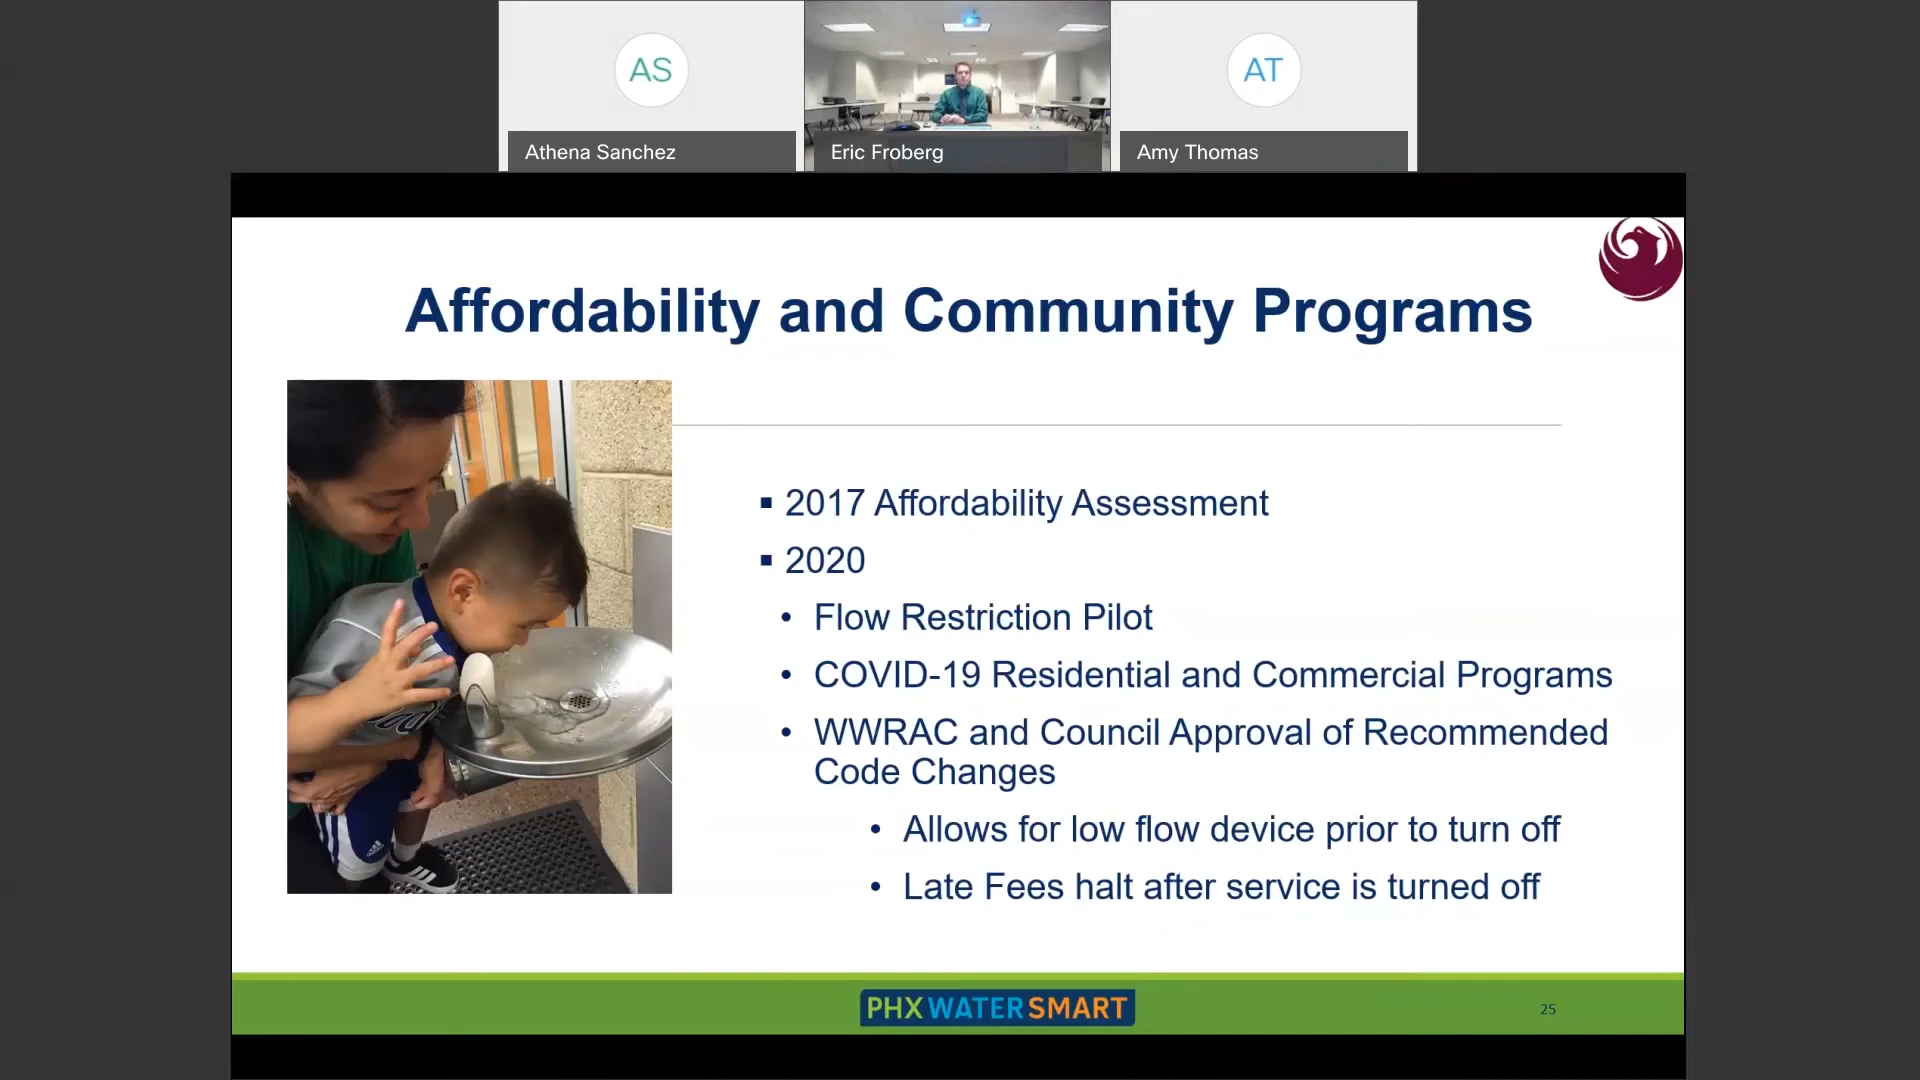 AS
AT
Athena Sanchez
Eric Froberg
Amy Thomas
Affordability and Community Programs
▪ 2017 Affordability Assessment
▪ 2020
• Flow Restriction Pilot
• COVID-19 Residential and Commercial Programs
• WWRAC and Council Approval of Recommended
Code Changes
• Allows for low flow device prior to turn off
• Late Fees halt after service is turned off
PHX WATER SMART
25